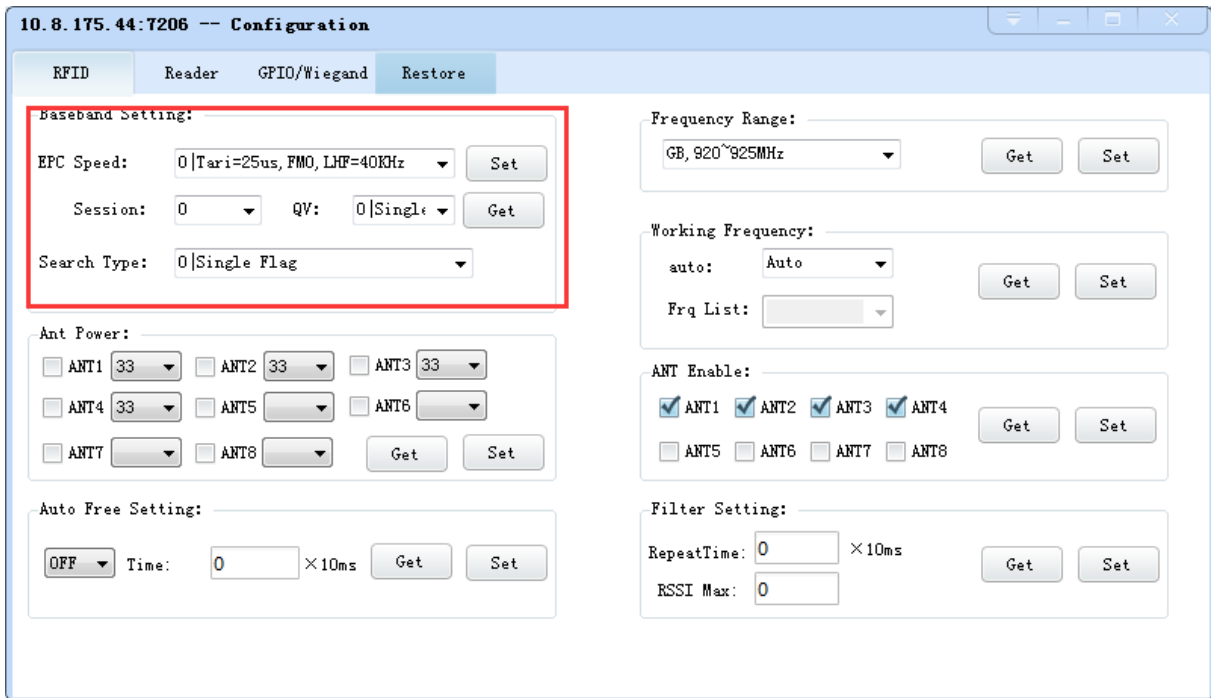 10.8.175.44:7206 -- Configuration
RFID Reader GPIO/Wiegand Restore
Baseband Setting:
EPC Speed: 0|Tari=25us, FM0, LHF=40KHz Set
Session: 0 QV: 0|Single Get
Search Type: 0|Single Flag
Ant Power:
ANT1 33 ANT2 33 ANT3 33
ANT4 33 ANT5 ANT6
ANT7 ANT8 Get Set
Auto Free Setting:
OFF Time: 0 ×10ms Get Set
Frequency Range:
GB, 920~925MHz Get Set
Working Frequency:
auto: Auto
Get Set
Frq List:
ANT Enable:
ANT1 ANT2 ANT3 ANT4
Get Set
ANT5 ANT6 ANT7 ANT8
Filter Setting:
RepeatTime: 0 ×10ms
Get Set
RSSI Max: 0